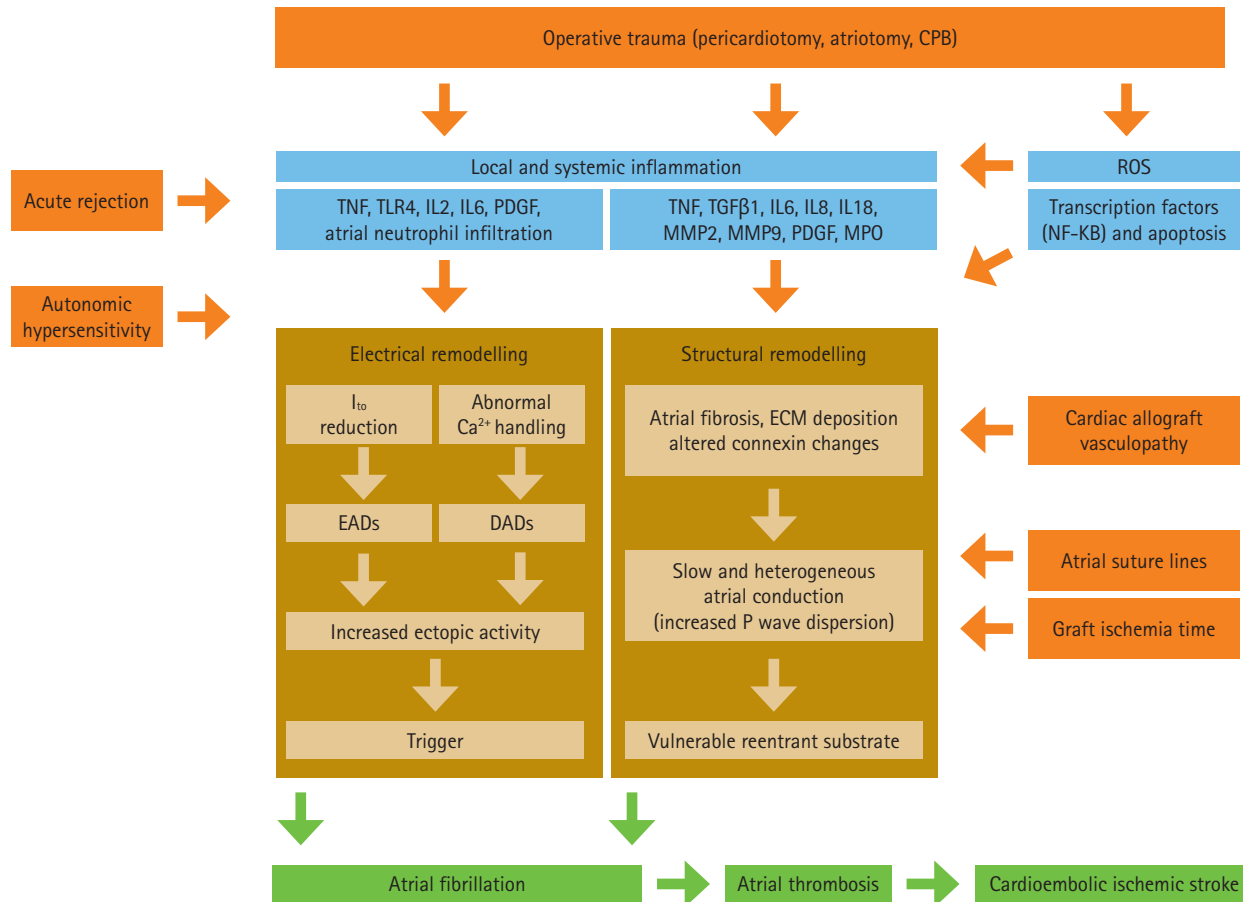 Operative trauma (pericardiotomy, atriotomy, CPB)
Local and systemic inflammation
ROS
Acute rejection
TNF, TLR4, IL2, IL6, PDGF,
atrial neutrophil infiltration
TNF, TGFβ1, IL6, IL8, IL18,
MMP2, MMP9, PDGF, MPO
Transcription factors
(NF-KB) and apoptosis
Autonomic
hypersensitivity
Electrical remodelling
Structural remodelling
I to
reduction
Abnormal
Ca2+ handling
Atrial fibrosis, ECM deposition
altered connexin changes
Cardiac allograft
vasculopathy
EADs
DADs
Slow and heterogeneous
atrial conduction
(increased P wave dispersion)
Atrial suture lines
Graft ischemia time
Increased ectopic activity
Trigger
Vulnerable reentrant substrate
Atrial fibrillation
Atrial thrombosis
Cardioembolic ischemic stroke